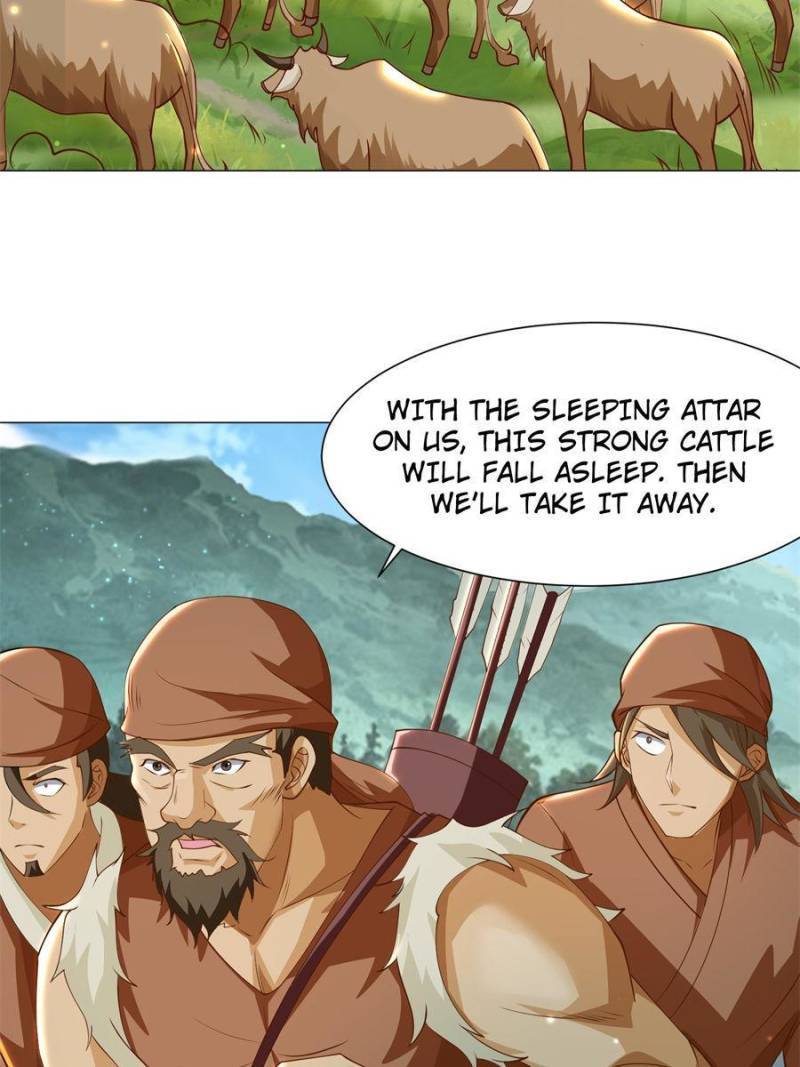 WITH THE SLEEPING ATTAR
ON US, THIS STRONG CATTLE
WILL FALL ASLEEP. THEN
WE'LL TAKE IT AWAY.